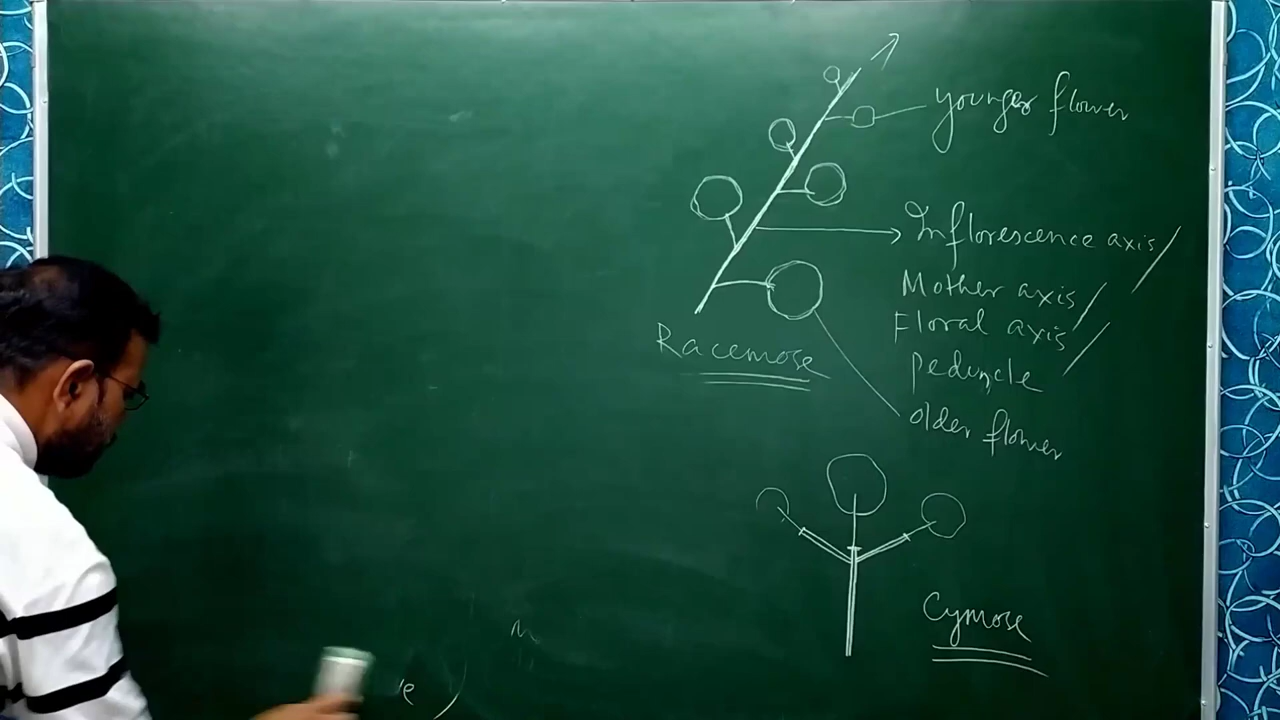 younger flower
Inflorescence axis/
Mother axis/
Floral axis/
peduncle
Racemose
older flower
Cymose